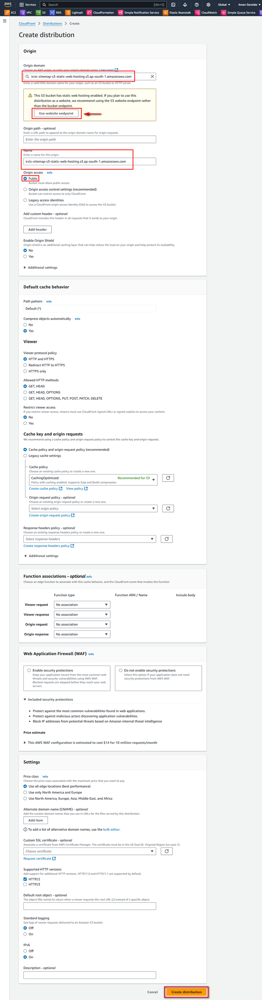 aws
Services
Search
[Alt+S]
Global
Aman Dandale
EC2
VPC
S3
RDS
Lightsail
CloudFormation
Simple Notification Service
Elastic Beanstalk
CloudWatch
Simple Queue Service
CloudFront > Distributions > Create
Create distribution
Origin
Origin domain
Choose an AWS origin, or enter your origin's domain name. Learn more
irctc-sitemap-s3-static-web-hosting.s3.ap-south-1.amazonaws.com
Enter a valid DNS domain name for your origin, such as an S3 bucket or HTTP server.
This S3 bucket has static web hosting enabled. If you plan to use this
distribution as a website, we recommend using the S3 website endpoint rather
than the bucket endpoint.
Use website endpoint
Origin path - optional
Enter a URL path to append to the origin domain name for origin requests.
Enter the origin path
Name
Enter a name for this origin.
irctc-sitemap-s3-static-web-hosting.s3.ap-south-1.amazonaws.com
Origin access Info
Public
Bucket must allow public access.
Origin access control settings (recommended)
Bucket can restrict access to only CloudFront.
Legacy access identities
Use a CloudFront origin access identity (OAI) to access the S3 bucket.
Add custom header - optional
CloudFront includes this header in all requests that it sends to your origin.
Add header
Enable Origin Shield
Origin shield is an additional caching layer that can help reduce the load on your origin and help protect its availability.
No
Yes
Additional settings
Default cache behavior
Path pattern Info
Default (*)
Compress objects automatically Info
No
Yes
Viewer
Viewer protocol policy
HTTP and HTTPS
Redirect HTTP to HTTPS
HTTPS only
Allowed HTTP methods
GET, HEAD
GET, HEAD, OPTIONS
GET, HEAD, OPTIONS, PUT, POST, PATCH, DELETE
Restrict viewer access
If you restrict viewer access, viewers must use CloudFront signed URLs or signed cookies to access your content.
No
Yes
Cache key and origin requests
We recommend using a cache policy and origin request policy to control the cache key and origin requests.
Cache policy and origin request policy (recommended)
Legacy cache settings
Cache policy
Choose an existing cache policy or create a new one.
CachingOptimized Recommended for S3
Policy with caching enabled. Supports Gzip and Brotli compression.
Create cache policy View policy
Origin request policy - optional
Choose an existing origin request policy or create a new one.
Select origin policy
Create origin request policy
Response headers policy - optional
Choose an existing response headers policy or create a new one.
Select response headers
Create response headers policy
Additional settings
Function associations - optional Info
Choose an edge function to associate with this cache behavior, and the CloudFront event that invokes the function.
Function type Function ARN / Name Include body
Viewer request No association
Viewer response No association
Origin request No association
Origin response No association
Web Application Firewall (WAF) Info
Enable security protections
Keep your application secure from the most common web
threats and security vulnerabilities using AWS WAF.
Blocked requests are stopped before they reach your web
servers.
Do not enable security protections
Select this option if your application does not need
security protections from AWS WAF.
Included security protections
• Protect against the most common vulnerabilities found in web applications.
• Protect against malicious actors discovering application vulnerabilities.
• Block IP addresses from potential threats based on Amazon internal threat intelligence
Price estimate
This AWS WAF configuration is estimated to cost $14 for 10 million requests/month
Settings
Price class Info
Choose the price class associated with the maximum price that you want to pay.
Use all edge locations (best performance)
Use only North America and Europe
Use North America, Europe, Asia, Middle East, and Africa
Alternate domain name (CNAME) - optional
Add the custom domain names that you use in URLs for the files served by this distribution.
Add item
To add a list of alternative domain names, use the bulk editor.
Custom SSL certificate - optional
Associate a certificate from AWS Certificate Manager. The certificate must be in the US East (N. Virginia) Region (us-east-1).
Choose certificate
Request certificate
Supported HTTP versions
Add support for additional HTTP versions. HTTP/1.0 and HTTP/1.1 are supported by default.
HTTP/2
HTTP/3
Default root object - optional
The object (file name) to return when a viewer requests the root URL (/) instead of a specific object.
Standard logging
Get logs of viewer requests delivered to an Amazon S3 bucket.
Off
On
IPv6
Off
On
Description - optional
Cancel
Create distribution